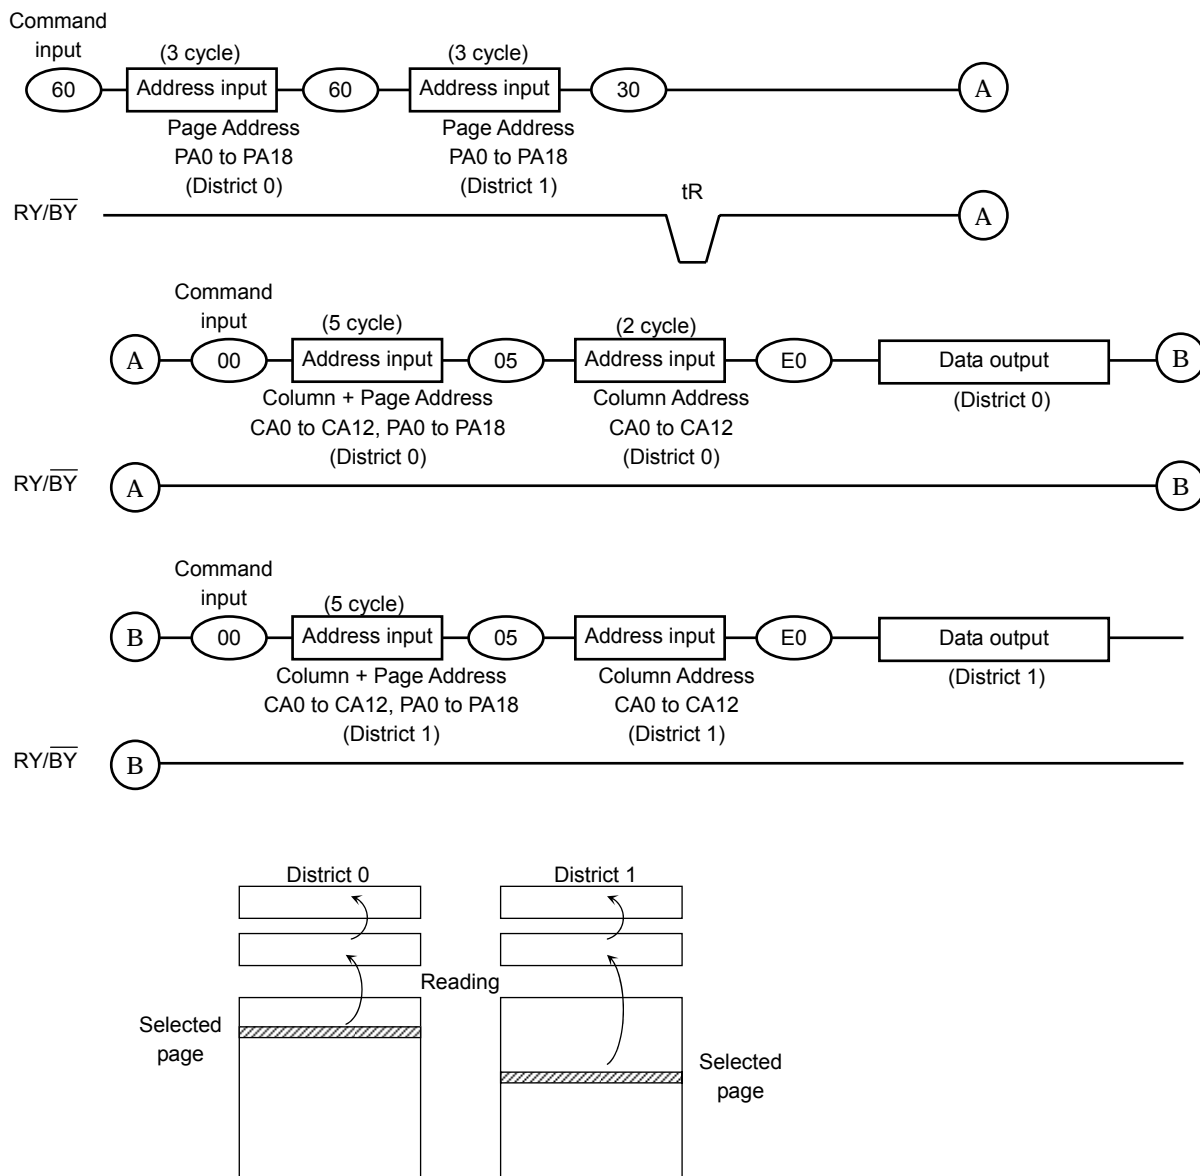 Command
input
(3 cycle)
(3 cycle)
60
Address input
60
Address input
30
A
Page Address
PA0 to PA18
(District 0)
Page Address
PA0 to PA18
(District 1)
tR
RY/B̅Y̅
A
Command
input
(5 cycle)
(2 cycle)
A
00
Address input
05
Address input
E0
Data output
B
Column + Page Address
CA0 to CA12, PA0 to PA18
(District 0)
Column Address
CA0 to CA12
(District 0)
(District 0)
RY/B̅Y̅
A
B
Command
input
(5 cycle)
B
00
Address input
05
Address input
E0
Data output
Column + Page Address
CA0 to CA12, PA0 to PA18
(District 1)
Column Address
CA0 to CA12
(District 1)
(District 1)
RY/B̅Y̅
B
District 0
District 1
Reading
Selected
page
Selected
page